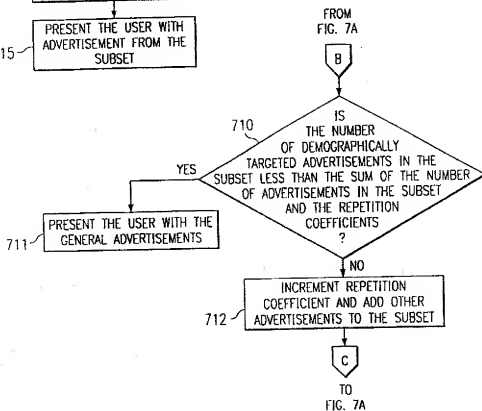 PRESENT THE USER WITH
ADVERTISEMENT FROM THE
SUBSET
15
FROM
FIG. 7A
B
710
IS
THE NUMBER
OF DEMOGRAPHICALLY
TARGETED ADVERTISEMENTS IN THE
SUBSET LESS THAN THE SUM OF THE NUMBER
OF ADVERTISEMENTS IN THE SUBSET
AND THE REPETITION
COEFFICIENTS
?
YES
PRESENT THE USER WITH THE
GENERAL ADVERTISEMENTS
711
NO
INCREMENT REPETITION
COEFFICIENT AND ADD OTHER
ADVERTISEMENTS TO THE SUBSET
712
C
TO
FIG. 7A